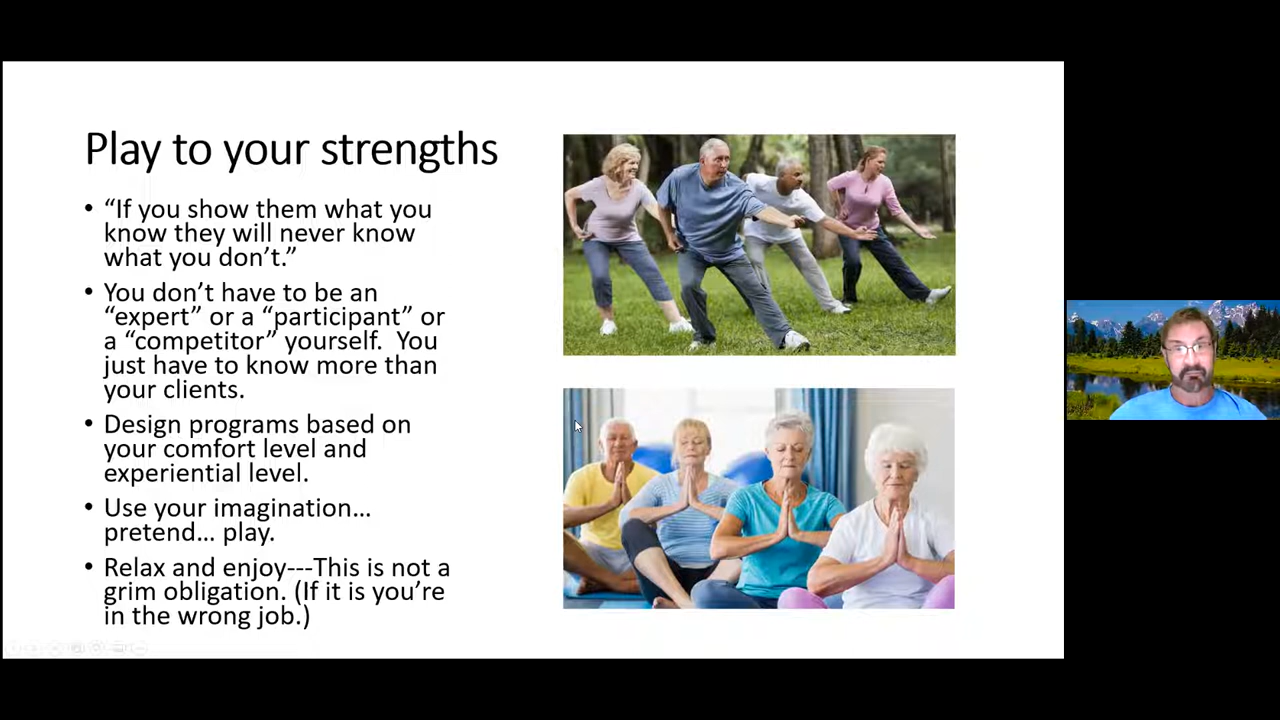 Play to your strengths
• “If you show them what you
know they will never know
what you don’t.”
• You don’t have to be an
“expert” or a “participant” or
a “competitor” yourself.  You
just have to know more than
your clients.
• Design programs based on
your comfort level and
experiential level.
• Use your imagination…
pretend… play.
• Relax and enjoy---This is not a
grim obligation. (If it is you’re
in the wrong job.)